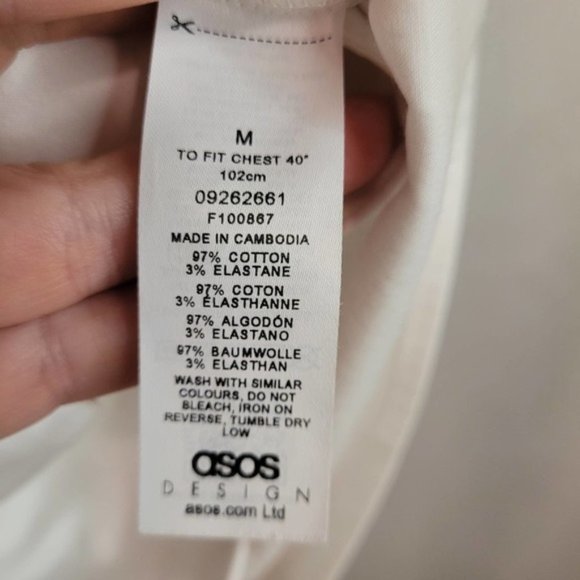 M
TO FIT CHEST 40"
102cm
09262661
F100867
MADE IN CAMBODIA
97% COTTON
3% ELASTANE
97% COTON
3% ÉLASTHANNE
97% ALGODÓN
3% ELASTANO
97% BAUMWOLLE
3% ELASTHAN
WASH WITH SIMILAR
COLOURS, DO NOT
BLEACH, IRON ON
REVERSE, TUMBLE DRY
LOW
asos
DESIGN
asos.com Ltd